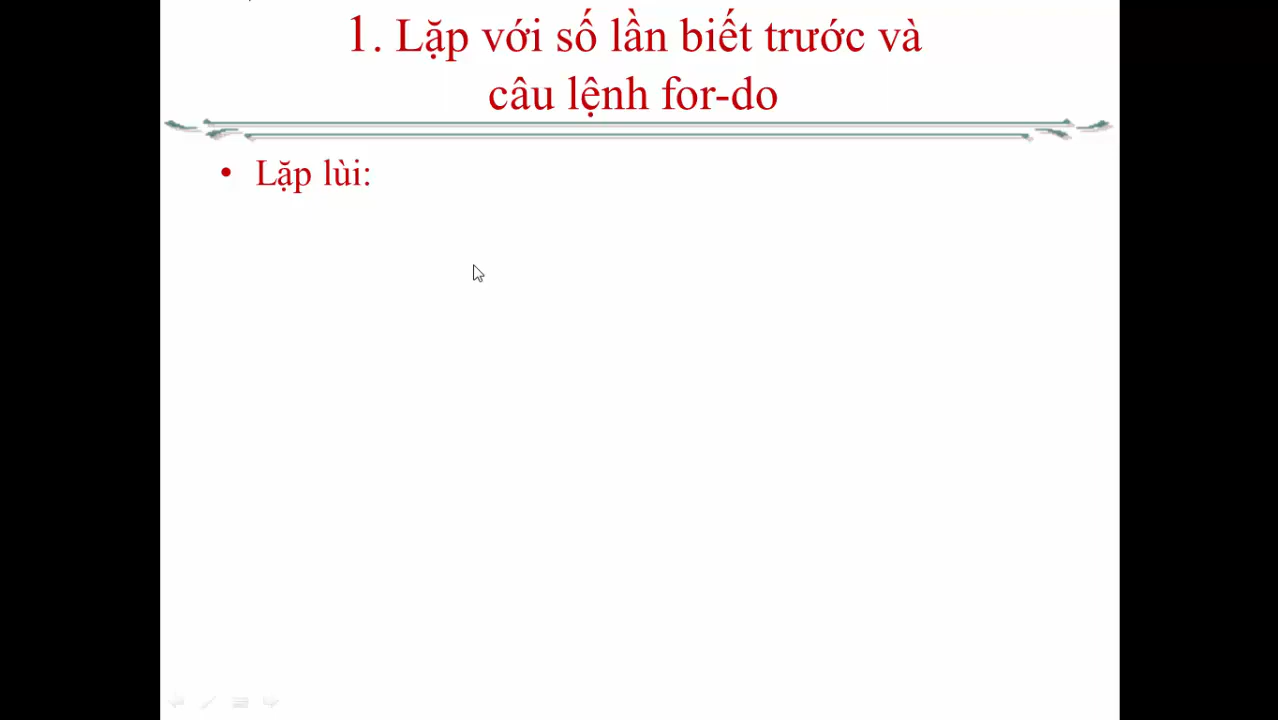 1. Lặp với số lần biết trước và
câu lệnh for-do
• Lặp lùi: